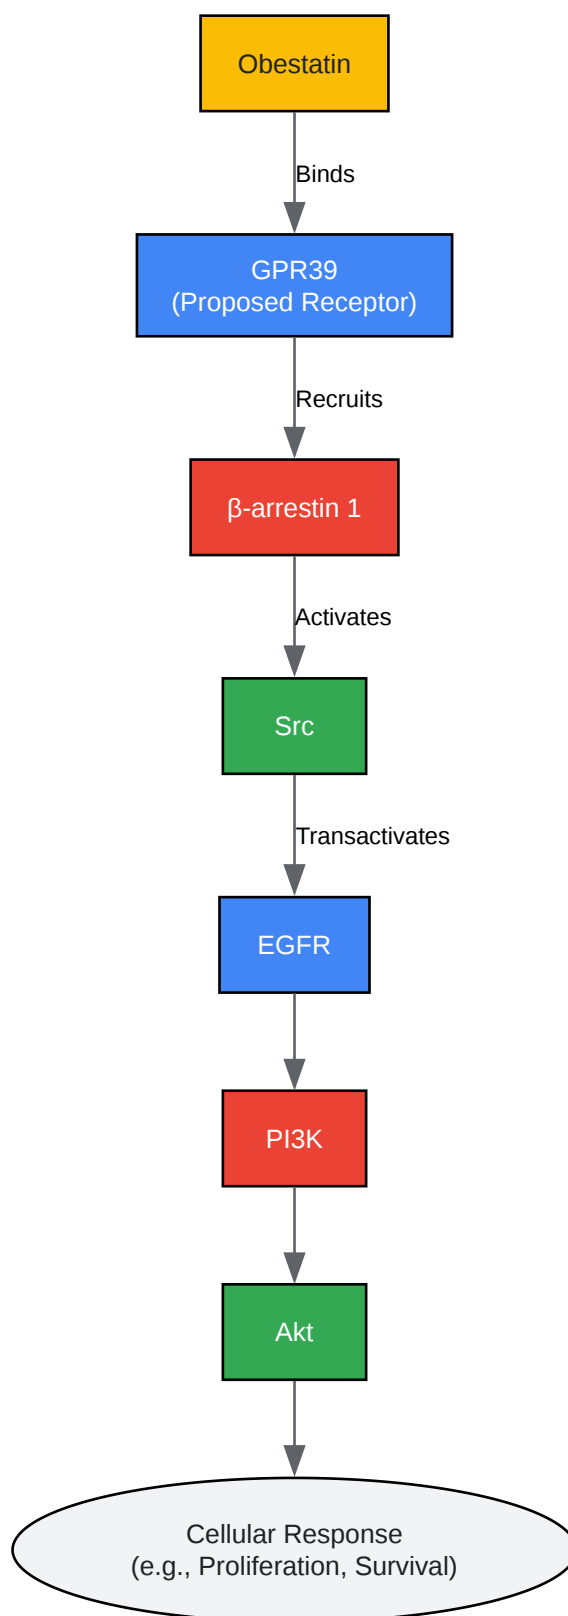 Obestatin
Binds
GPR39
(Proposed Receptor)
Recruits
β-arrestin 1
Activates
Src
Transactivates
EGFR
PI3K
Akt
Cellular Response
(e.g., Proliferation, Survival)